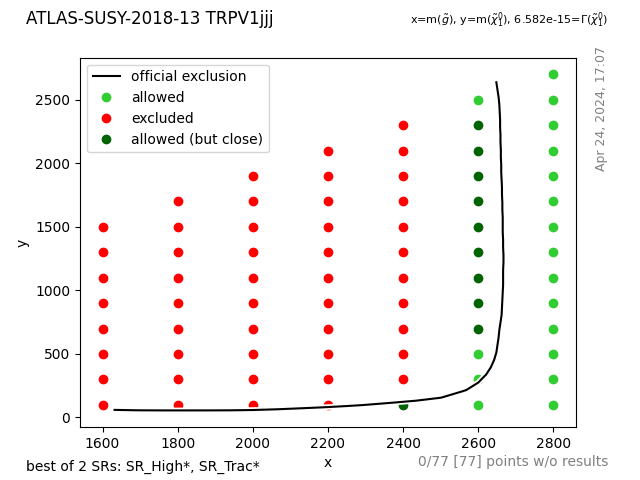 ATLAS-SUSY-2018-13 TRPV1jjj
x=m(g̃), y=m(χ̃₁⁰), 6.582e-15=Γ(χ̃₁⁰)
official exclusion
allowed
excluded
allowed (but close)
Apr 24, 2024, 17:07
y
2500
2000
1500
1000
500
0
1600 1800 2000 2200 2400 2600 2800
x
best of 2 SRs: SR_High*, SR_Trac*
0/77 [77] points w/o results